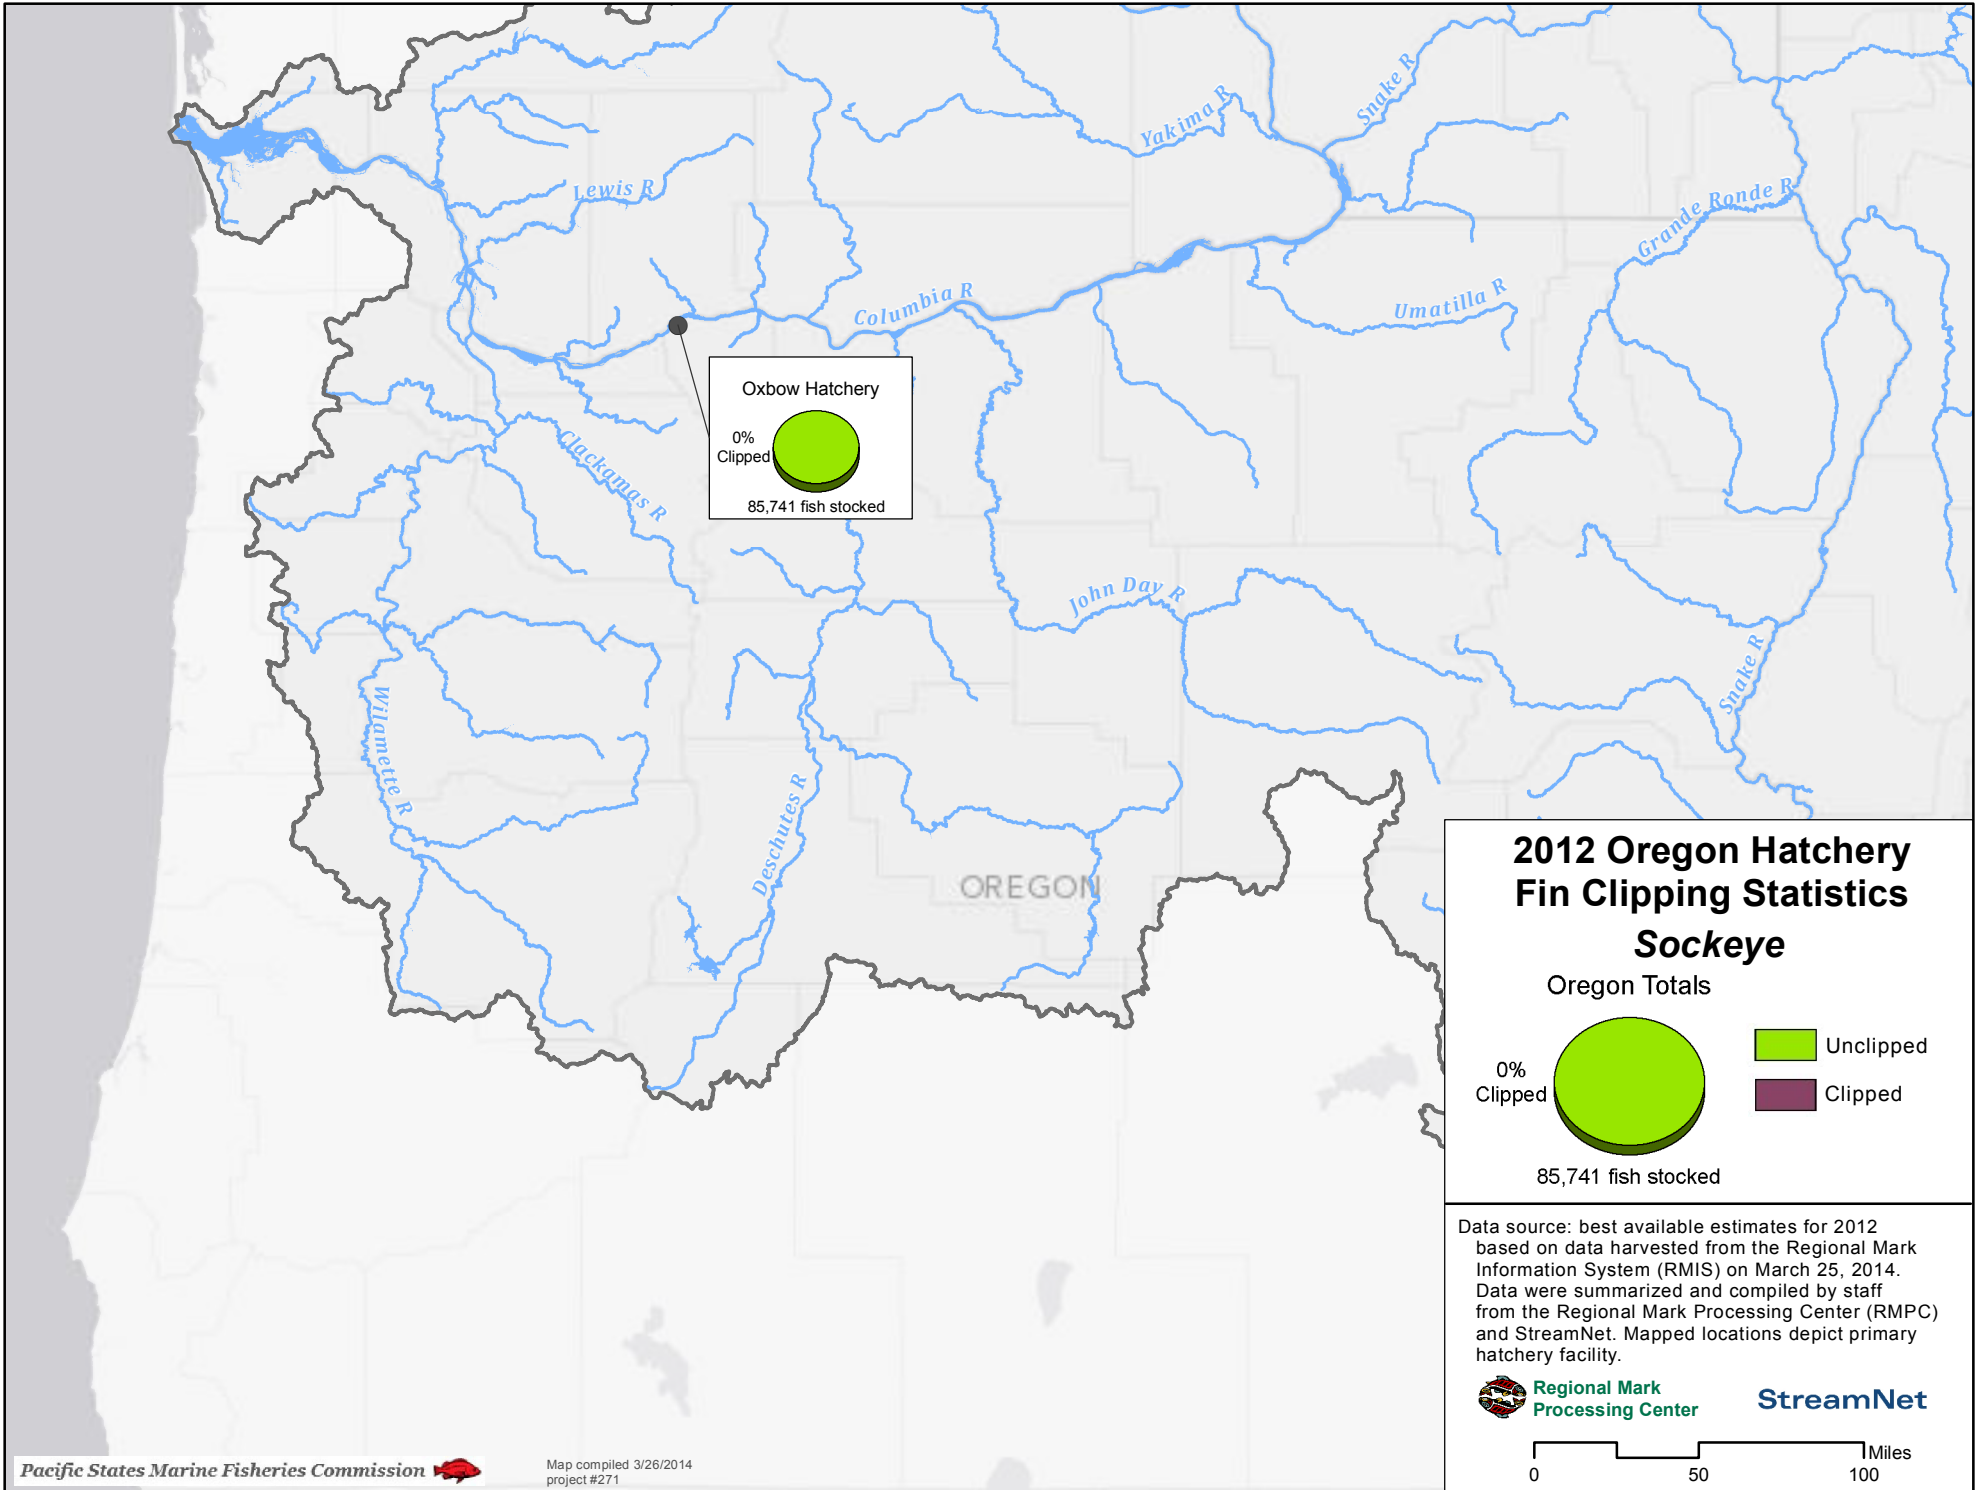 Snake R
Yakima R
Lewis R
Grande Ronde R
Columbia R
Umatilla R
Oxbow Hatchery
0%
Clipped
85,741 fish stocked
Clackamas R
John Day R
Snake R
Wilamette R
Deschutes R
OREGON
2012 Oregon Hatchery
Fin Clipping Statistics
Sockeye
Oregon Totals
0%
Clipped
Unclipped
Clipped
85,741 fish stocked
Data source: best available estimates for 2012
based on data harvested from the Regional Mark
Information System (RMIS) on March 25, 2014.
Data were summarized and compiled by staff
from the Regional Mark Processing Center (RMPC)
and StreamNet. Mapped locations depict primary
hatchery facility.
Regional Mark
Processing Center
StreamNet
Miles
0 50 100
Pacific States Marine Fisheries Commission
Map compiled 3/26/2014
project #271